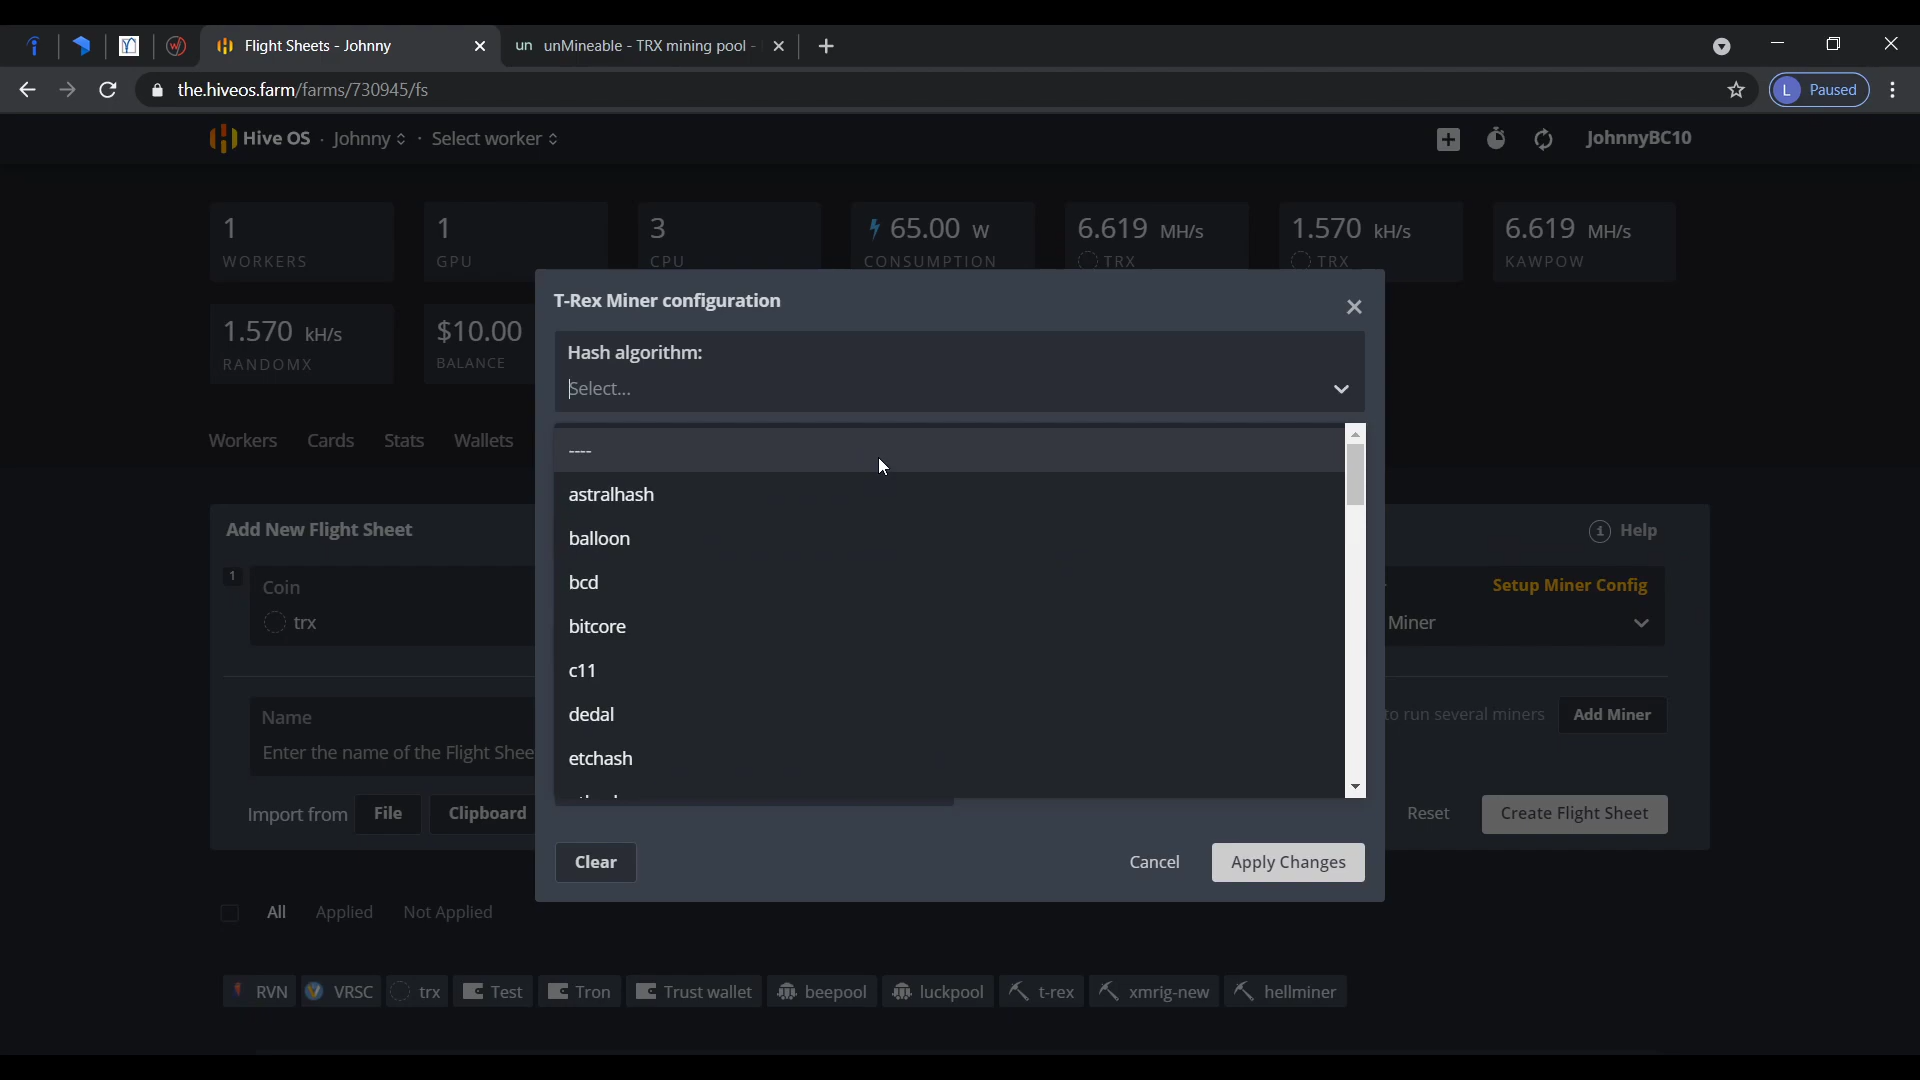 Flight Sheets - Johnny
un unMineable - TRX mining pool -
the.hiveos.farm/farms/730945/fs
L Paused
Hive OS · Johnny · Select worker
JohnnyBC10
1
WORKERS
1
GPU
3
CPU
65.00 W
CONSUMPTION
6.619 MH/s
TRX
1.570 kH/s
TRX
6.619 MH/s
KAWPOW
1.570 kH/s
RANDOMX
$10.00
BALANCE
T-Rex Miner configuration
Hash algorithm:
Select...
----
astralhash
balloon
bcd
bitcore
c11
dedal
etchash
Clear
Cancel
Apply Changes
Workers Cards Stats Wallets
Add New Flight Sheet
Help
1
Coin
trx
Setup Miner Config
Miner
Name
Enter the name of the Flight Shee
to run several miners
Add Miner
Import from File Clipboard
Reset
Create Flight Sheet
All Applied Not Applied
RVN VRSC trx Test Tron Trust wallet beepool luckpool t-rex xmrig-new hellminer